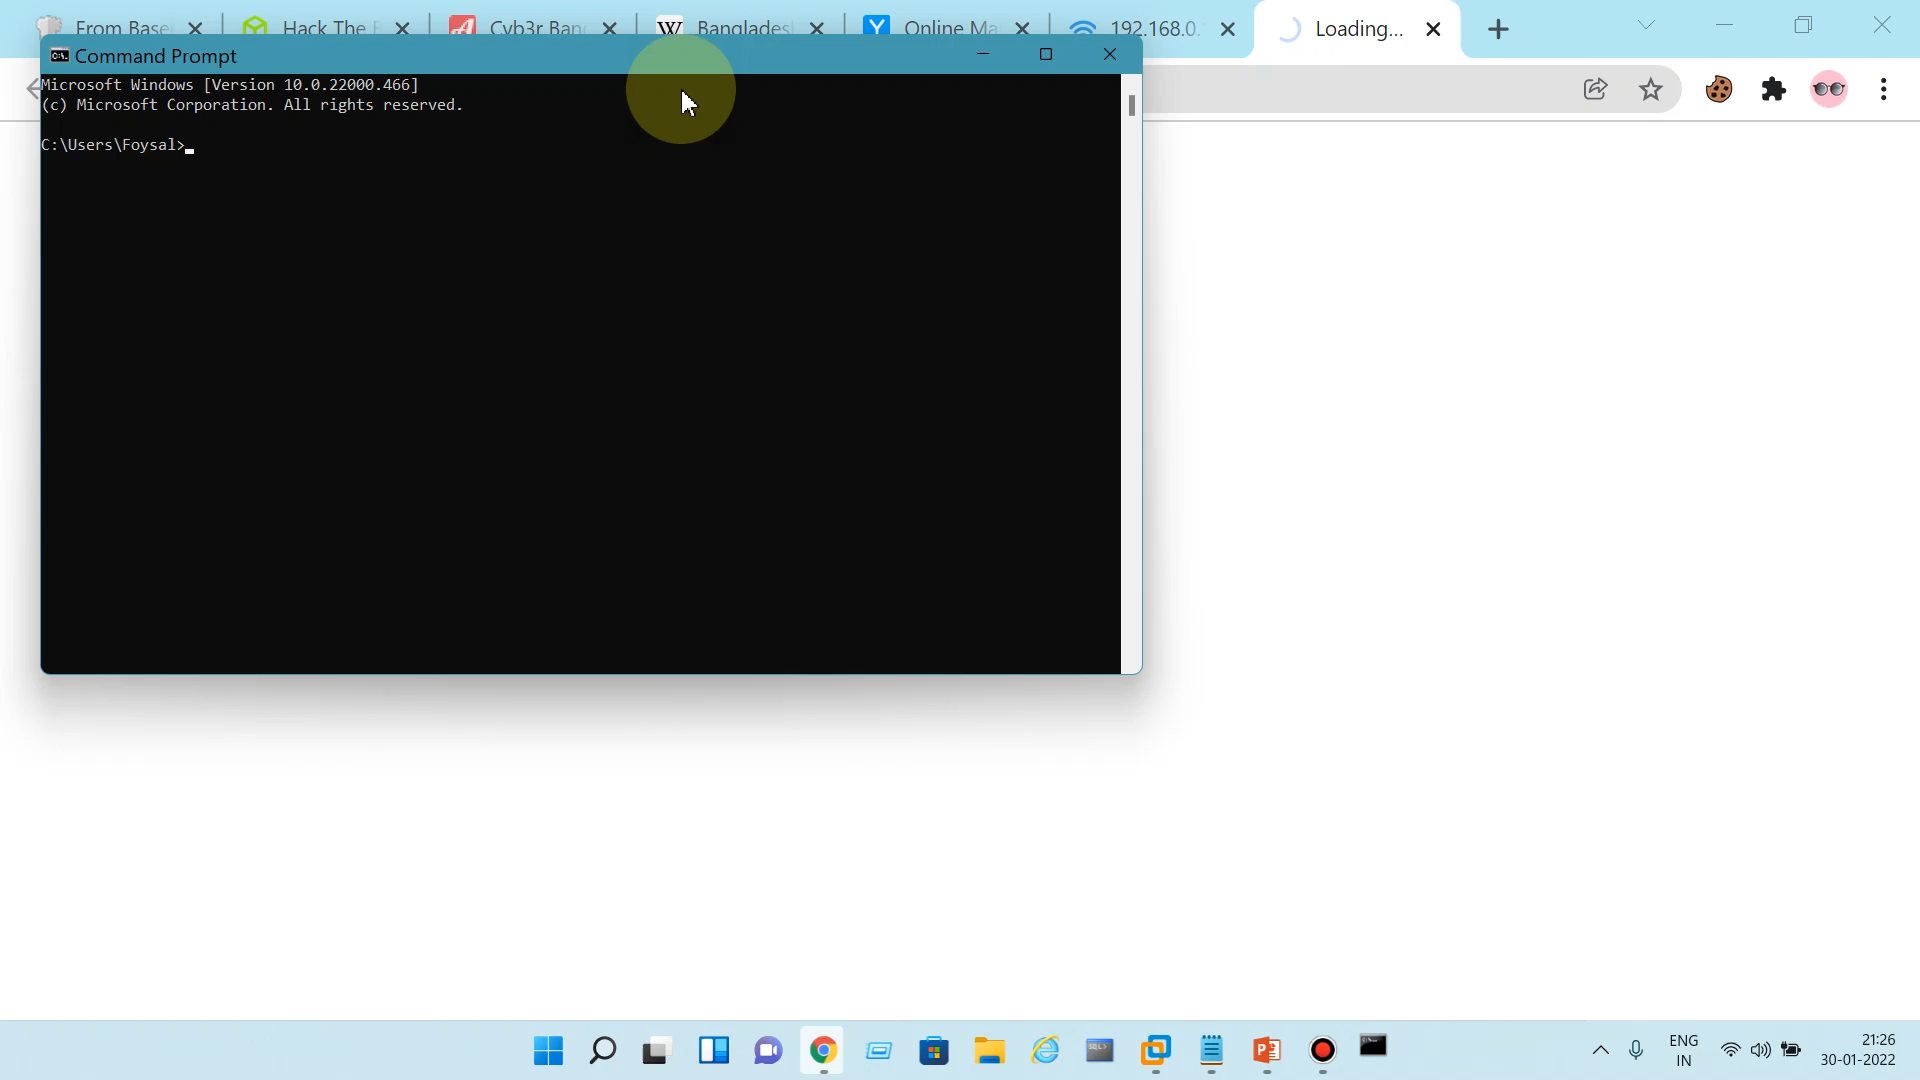 From Base
Hack The
Cyb3r Ban
Banglades
Online Ma
192.168.0.
Loading...
Command Prompt
Microsoft Windows [Version 10.0.22000.466]
(c) Microsoft Corporation. All rights reserved.
C:\Users\Foysal>
ENG
IN
21:26
30-01-2022